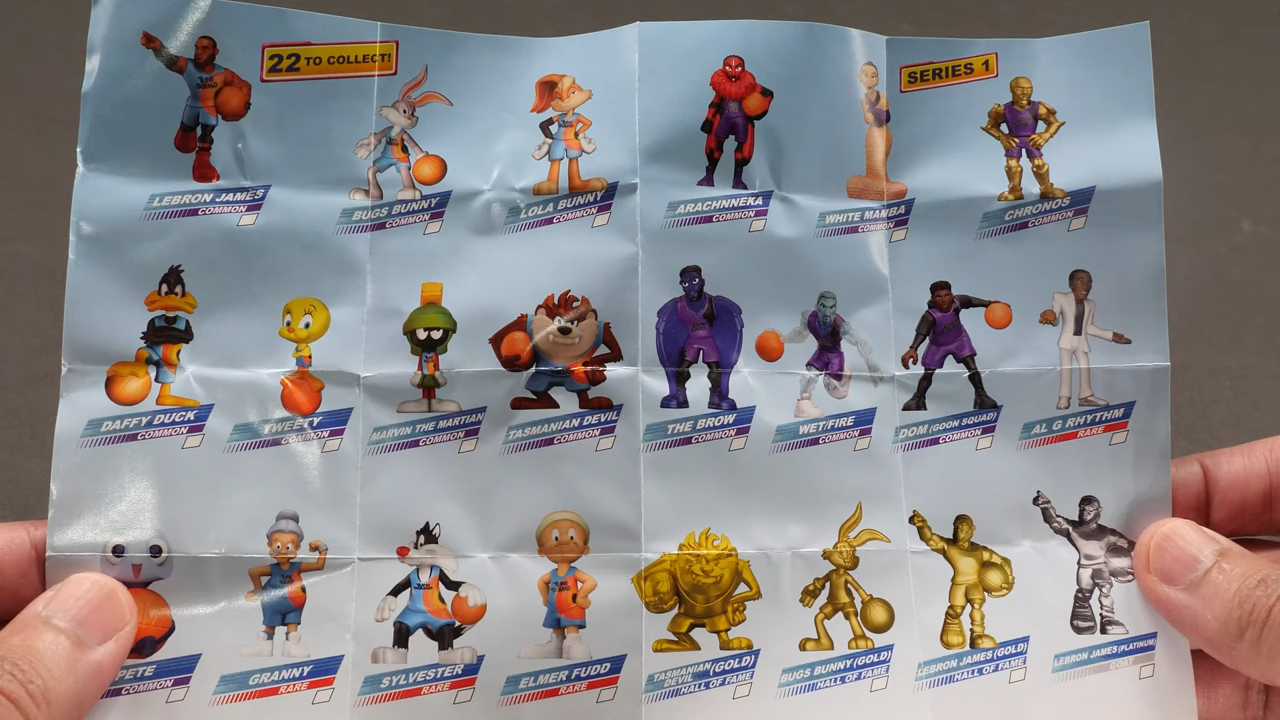 22 TO COLLECT!
SERIES 1
LEBRON JAMES
COMMON
BUGS BUNNY
COMMON
LOLA BUNNY
COMMON
ARACHNNEKA
COMMON
WHITE MAMBA
COMMON
CHRONOS
COMMON
DAFFY DUCK
COMMON
TWEETY
COMMON
MARVIN THE MARTIAN
COMMON
TASMANIAN DEVIL
COMMON
THE BROW
COMMON
WET/FIRE
COMMON
DOM (GOON SQUAD)
COMMON
AL G RHYTHM
RARE
PETE
COMMON
GRANNY
RARE
SYLVESTER
RARE
ELMER FUDD
RARE
TASMANIAN DEVIL (GOLD)
HALL OF FAME
BUGS BUNNY (GOLD)
HALL OF FAME
LEBRON JAMES (GOLD)
HALL OF FAME
LEBRON JAMES (PLATINUM)
GOAT